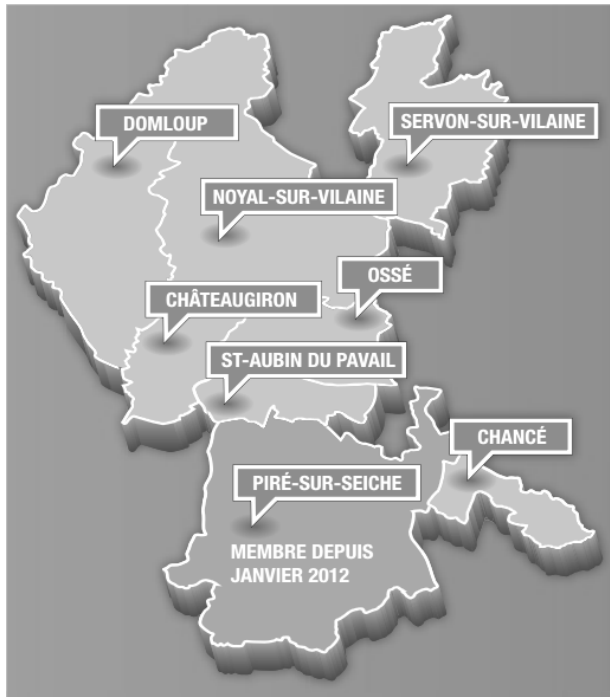 DOMLOUP
SERVON-SUR-VILAINE
NOYAL-SUR-VILAINE
OSSÉ
CHÂTEAUGIRON
ST-AUBIN DU PAVAIL
CHANCÉ
PIRÉ-SUR-SEICHE
MEMBRE DEPUIS
JANVIER 2012